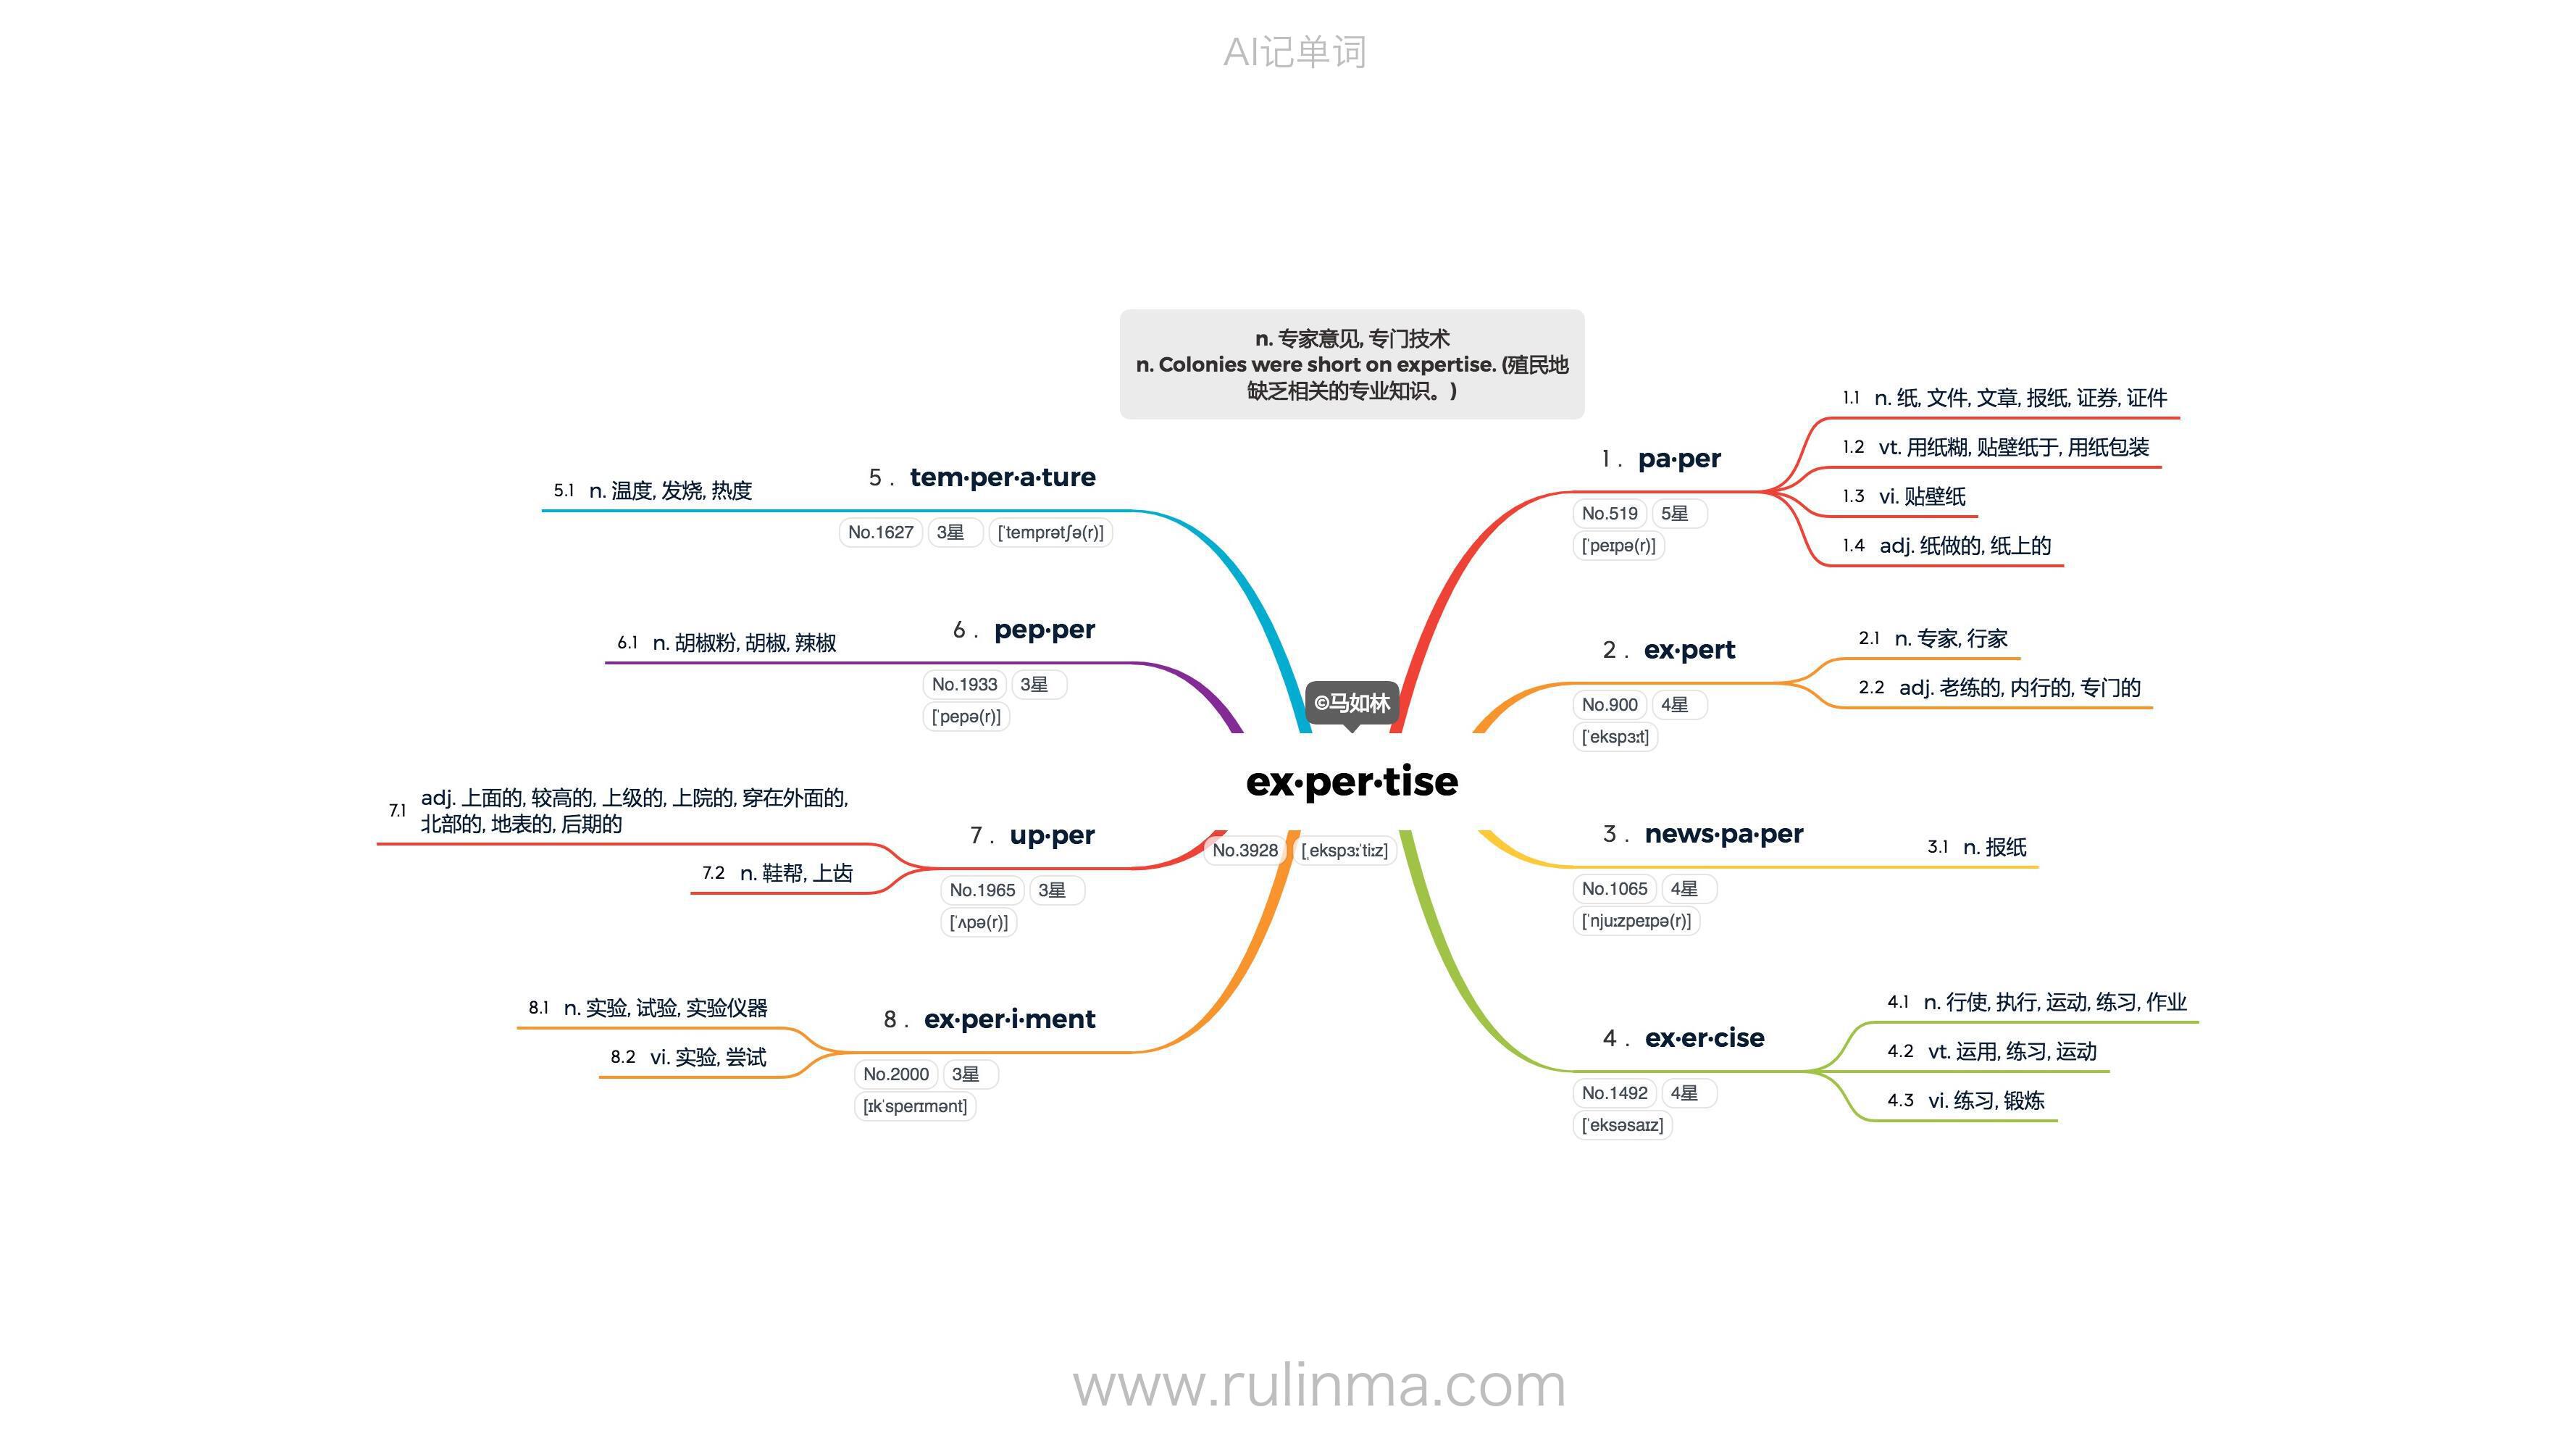 AI记单词
n. 专家意见, 专门技术
n. Colonies were short on expertise. (殖民地
缺乏相关的专业知识。)
©马如林
ex·per·tise
No.3928 [ˌekspɜːˈtiːz]
1 . pa·per
No.519 5星
[ˈpeɪpə(r)]
1.1 n. 纸, 文件, 文章, 报纸, 证券, 证件
1.2 vt. 用纸糊, 贴壁纸于, 用纸包装
1.3 vi. 贴壁纸
1.4 adj. 纸做的, 纸上的
2 . ex·pert
No.900 4星
[ˈekspɜːt]
2.1 n. 专家, 行家
2.2 adj. 老练的, 内行的, 专门的
3 . news·pa·per
No.1065 4星
[ˈnjuːzpeɪpə(r)]
3.1 n. 报纸
4 . ex·er·cise
No.1492 4星
[ˈeksəsaɪz]
4.1 n. 行使, 执行, 运动, 练习, 作业
4.2 vt. 运用, 练习, 运动
4.3 vi. 练习, 锻炼
5 . tem·per·a·ture
No.1627 3星 [ˈtemprətʃə(r)]
5.1 n. 温度, 发烧, 热度
6 . pep·per
No.1933 3星
[ˈpepə(r)]
6.1 n. 胡椒粉, 胡椒, 辣椒
7 . up·per
No.1965 3星
[ˈʌpə(r)]
7.1 adj. 上面的, 较高的, 上级的, 上院的, 穿在外面的,
北部的, 地表的, 后期的
7.2 n. 鞋帮, 上齿
8 . ex·per·i·ment
No.2000 3星
[ɪkˈsperɪmənt]
8.1 n. 实验, 试验, 实验仪器
8.2 vi. 实验, 尝试
www.rulinma.com